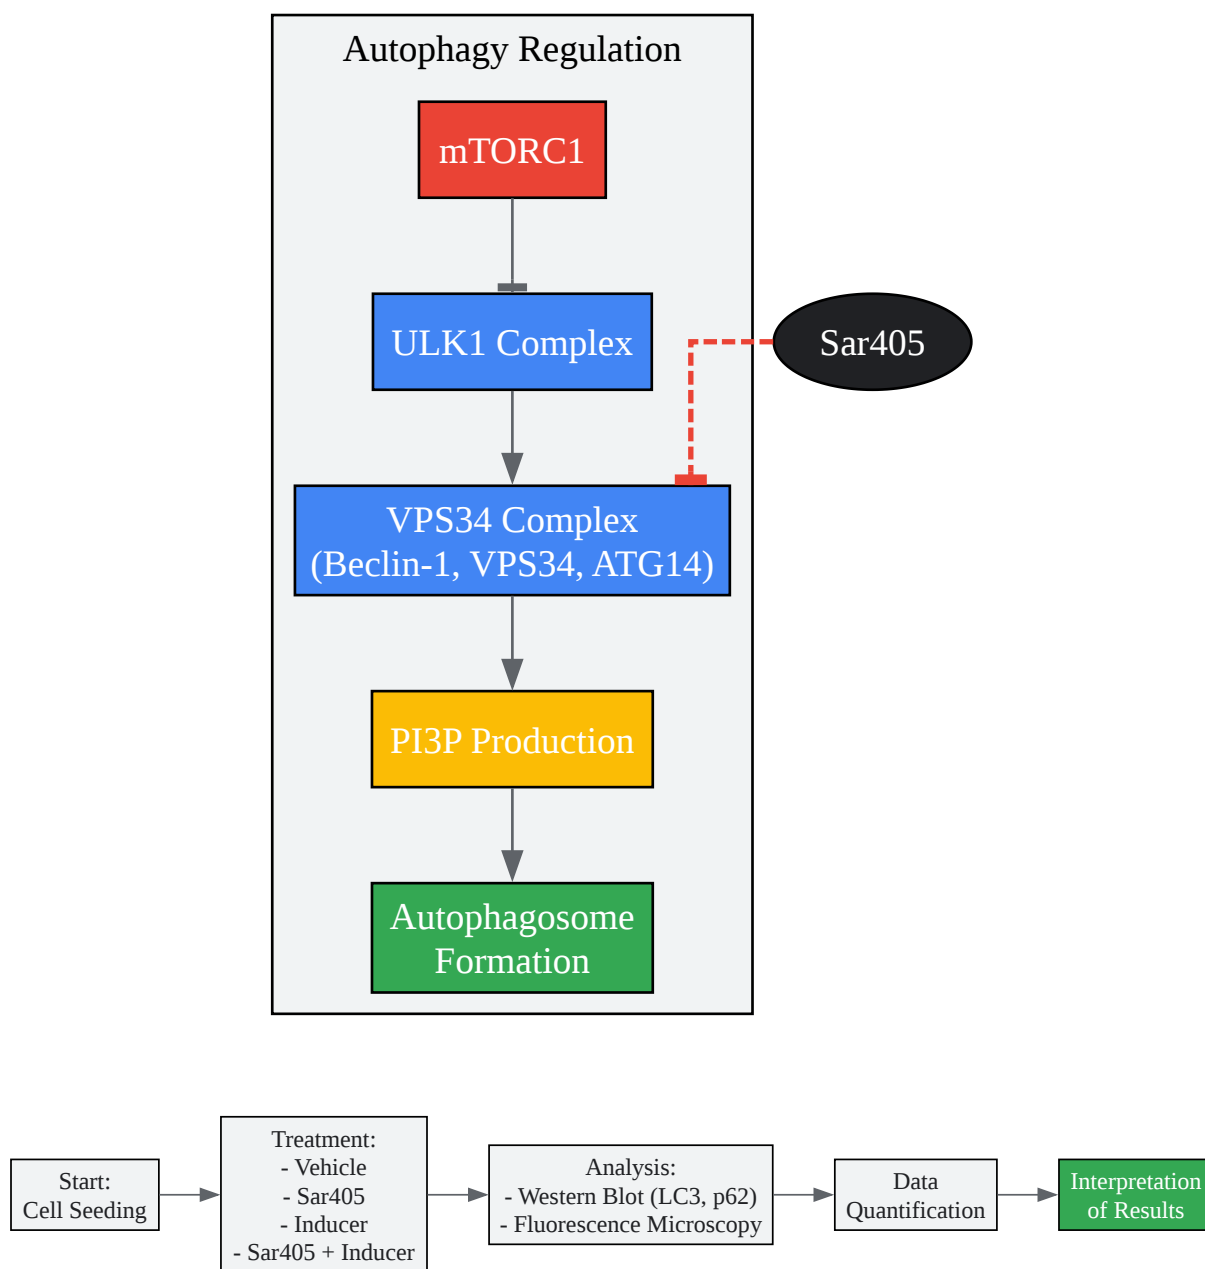 Autophagy Regulation
mTORC1
ULK1 Complex
Sar405
VPS34 Complex
(Beclin-1, VPS34, ATG14)
PI3P Production
Autophagosome
Formation
Start:
Cell Seeding
Treatment:
- Vehicle
- Sar405
- Inducer
- Sar405 + Inducer
Analysis:
- Western Blot (LC3, p62)
- Fluorescence Microscopy
Data
Quantification
Interpretation
of Results